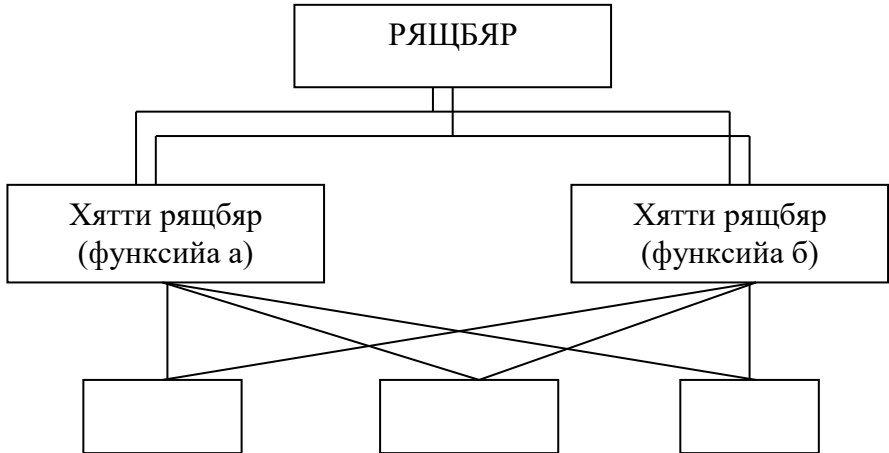 РЯЩБЯР
Хятти рящбяр
(функсийа а)
Хятти рящбяр
(функсийа б)